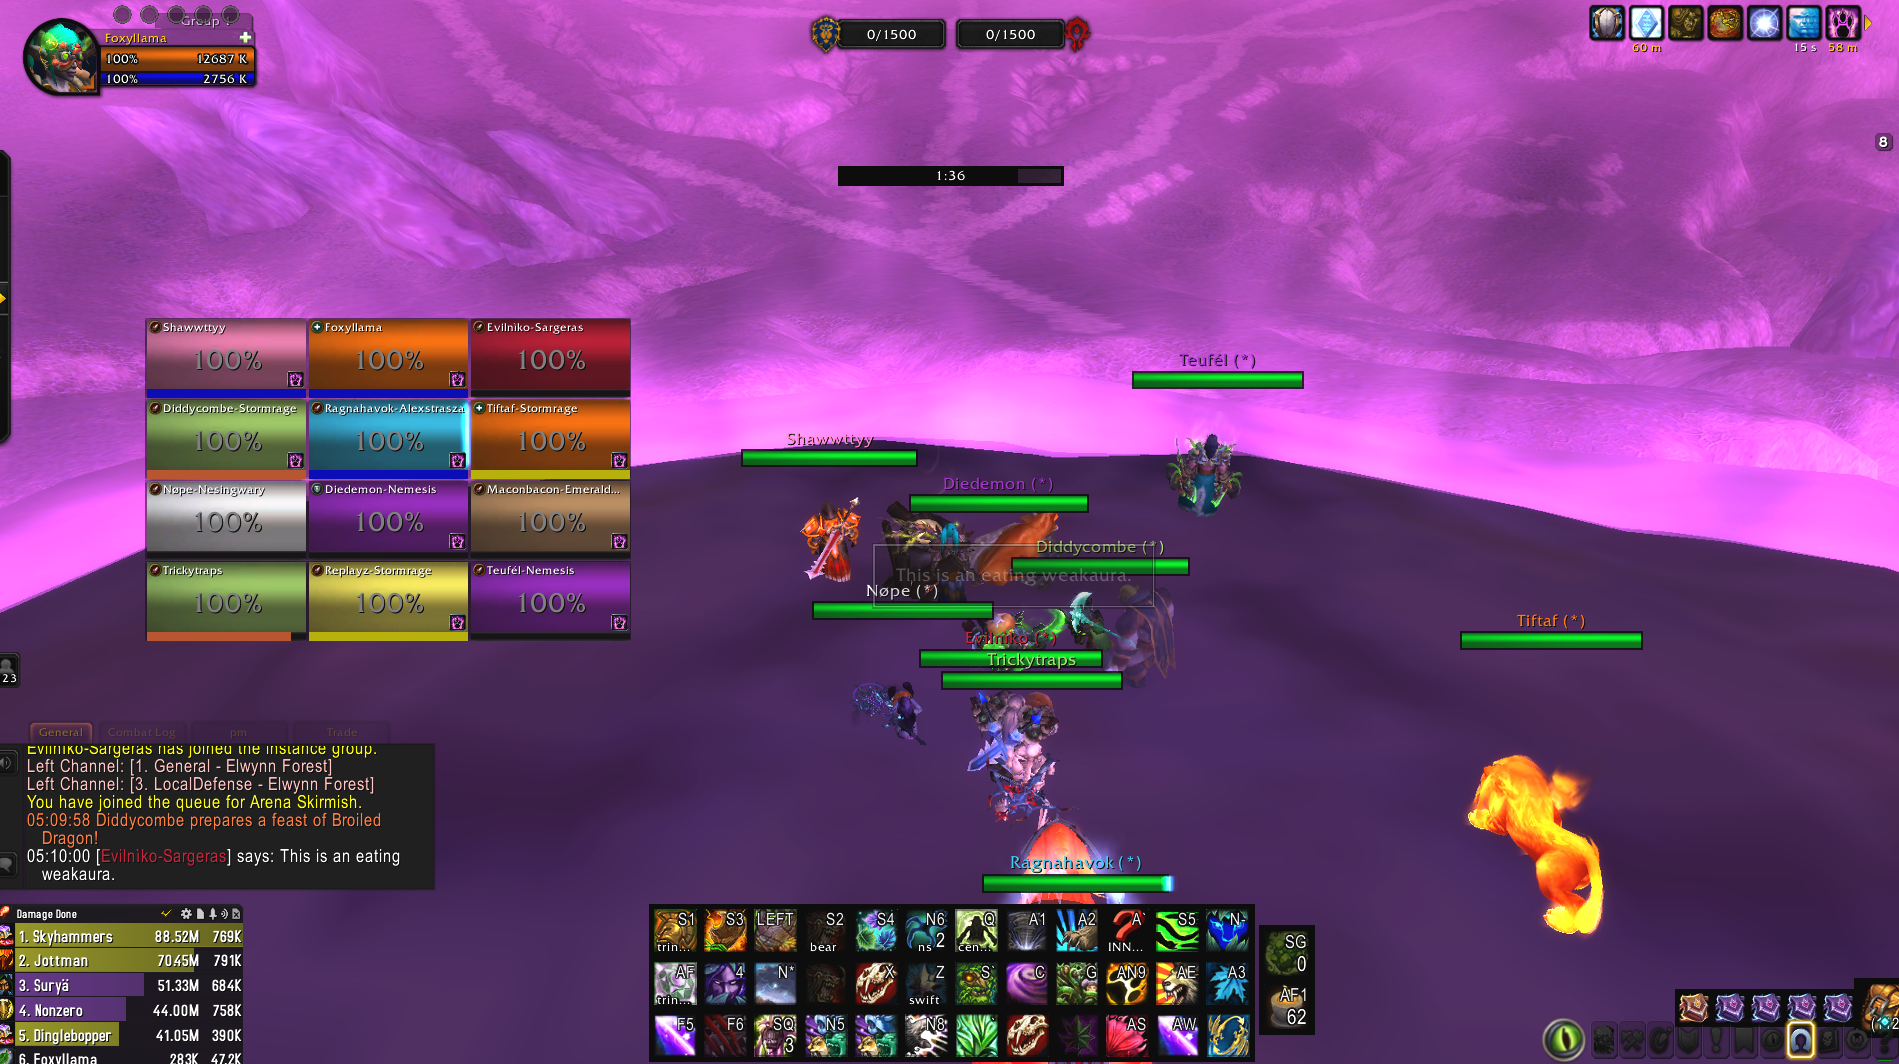 Group
Foxyllama
100% 12687 K
100% 2756 K
0/1500
0/1500
60 m
15 s
58 m
8
1:36
Shawwttyy
100%
Foxyllama
100%
Evilniko-Sargeras
100%
Diddycombe-Stormrage
100%
Ragnahavok-Alexstrasza
100%
Tiftaf-Stormrage
100%
Nøpe-Nesingwary
100%
Diedemon-Nemesis
100%
Maconbacon-Emerald...
100%
Trickytraps
100%
Replayz-Stormrage
100%
Teufél-Nemesis
100%
Teufél (*)
Shawwttyy
Diedemon (*)
Diddycombe (*)
This is an eating weakaura.
Nøpe (*)
Evilniko (*)
Trickytraps
Tiftaf (*)
Ragnahavok (*)
23
General
Combat Log
pm
Trade
Evilniko-Sargeras has joined the instance group.
Left Channel: [1. General - Elwynn Forest]
Left Channel: [3. LocalDefense - Elwynn Forest]
You have joined the queue for Arena Skirmish.
05:09:58 Diddycombe prepares a feast of Broiled
Dragon!
05:10:00 [Evilniko-Sargeras] says: This is an eating
weakaura.
Damage Done
1. Skyhammers 88.52M 769K
2. Jottman 70.45M 791K
3. Suryä 51.33M 684K
4. Nonzero 44.00M 758K
5. Dinglebopper 41.05M 390K
6. Foxyllama 283K 47.2K
S1 S3 LEFT S2 S4 N6 Q A1 A2 A* S5 N-
trin... bear ns 2 cen... INN...
AF 4 N* X Z S* C G AN9 AE A3
trin... swift
F5 F6 SQ N5 N8 AS AW
3
SG
0
ÀF1
62